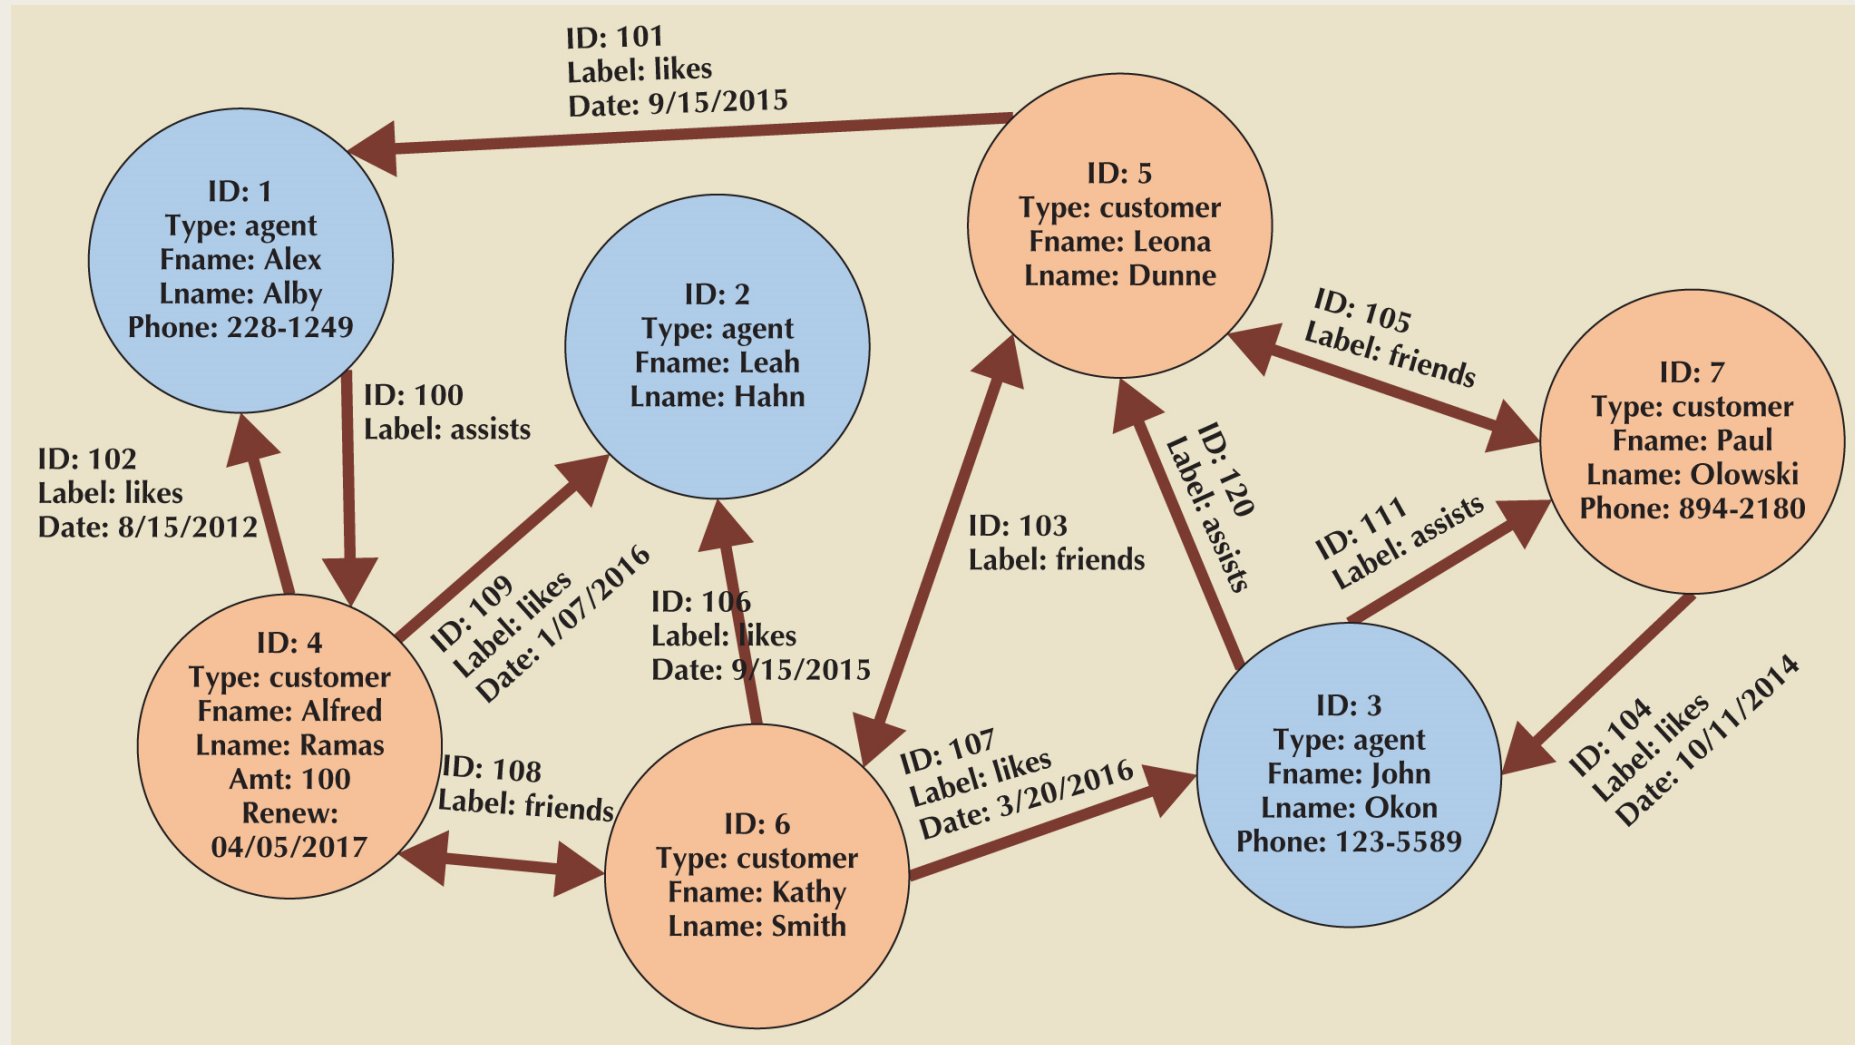 ID: 101
Label: likes
Date: 9/15/2015
ID: 1
Type: agent
Fname: Alex
Lname: Alby
Phone: 228-1249
ID: 2
Type: agent
Fname: Leah
Lname: Hahn
ID: 5
Type: customer
Fname: Leona
Lname: Dunne
ID: 105
Label: friends
ID: 7
Type: customer
Fname: Paul
Lname: Olowski
Phone: 894-2180
ID: 100
Label: assists
ID: 102
Label: likes
Date: 8/15/2012
ID: 109
Label: likes
Date: 1/07/2016
ID: 106
Label: likes
Date: 9/15/2015
ID: 103
Label: friends
ID: 120
Label: assists
ID: 111
Label: assists
ID: 4
Type: customer
Fname: Alfred
Lname: Ramas
Amt: 100
Renew:
04/05/2017
ID: 108
Label: friends
ID: 6
Type: customer
Fname: Kathy
Lname: Smith
ID: 107
Label: likes
Date: 3/20/2016
ID: 3
Type: agent
Fname: John
Lname: Okon
Phone: 123-5589
ID: 104
Label: likes
Date: 10/11/2014